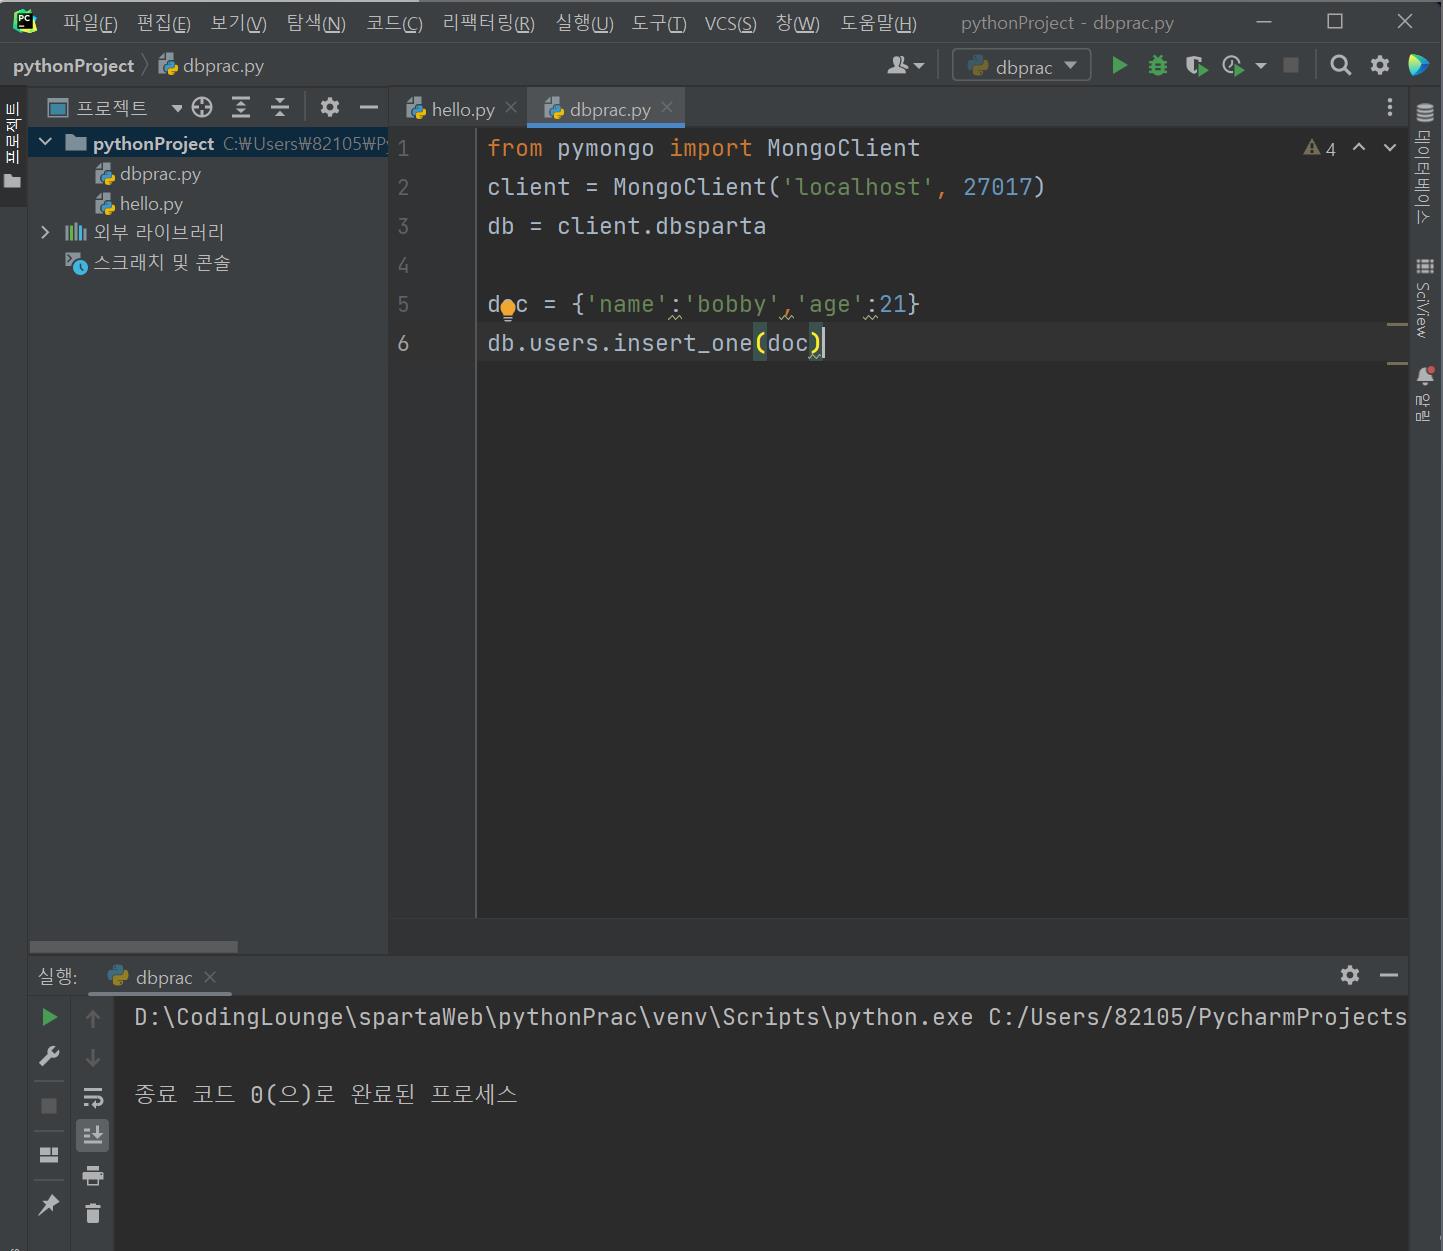 PC
파일(F) 편집(E) 보기(V) 탐색(N) 코드(C) 리팩터링(R) 실행(U) 도구(T) VCS(S) 창(W) 도움말(H) pythonProject - dbprac.py
pythonProject dbprac.py
dbprac
프로젝트
프로젝트
hello.py
dbprac.py
pythonProject C:₩Users₩82105₩Py
dbprac.py
hello.py
외부 라이브러리
스크래치 및 콘솔
1 from pymongo import MongoClient
2 client = MongoClient('localhost', 27017)
3 db = client.dbsparta
4
5 doc = {'name':'bobby','age':21}
6 db.users.insert_one(doc)
4
데이터베이스
SciView
알림
실행: dbprac
D:\CodingLounge\spartaWeb\pythonPrac\venv\Scripts\python.exe C:/Users/82105/PycharmProjects
종료 코드 0(으)로 완료된 프로세스